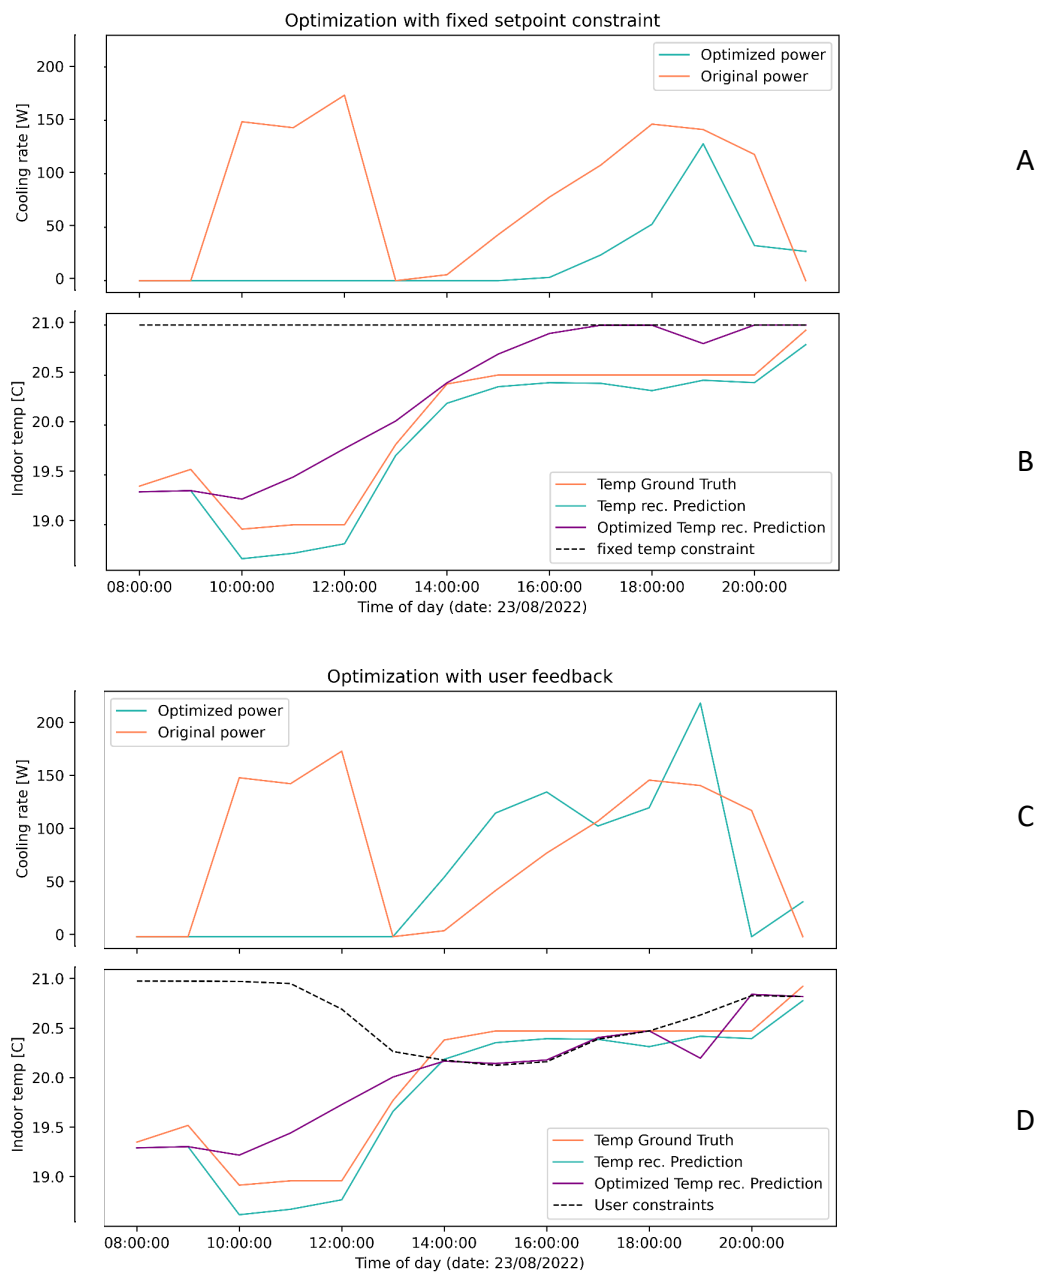 Optimization with fixed setpoint constraint
Cooling rate [W]
200
150
100
50
0
Optimized power
Original power
A
Indoor temp [C]
21.0
20.5
20.0
19.5
19.0
Temp Ground Truth
Temp rec. Prediction
Optimized Temp rec. Prediction
fixed temp constraint
B
08:00:00 10:00:00 12:00:00 14:00:00 16:00:00 18:00:00 20:00:00
Time of day (date: 23/08/2022)
Optimization with user feedback
Cooling rate [W]
200
150
100
50
0
Optimized power
Original power
C
Indoor temp [C]
21.0
20.5
20.0
19.5
19.0
Temp Ground Truth
Temp rec. Prediction
Optimized Temp rec. Prediction
User constraints
D
08:00:00 10:00:00 12:00:00 14:00:00 16:00:00 18:00:00 20:00:00
Time of day (date: 23/08/2022)